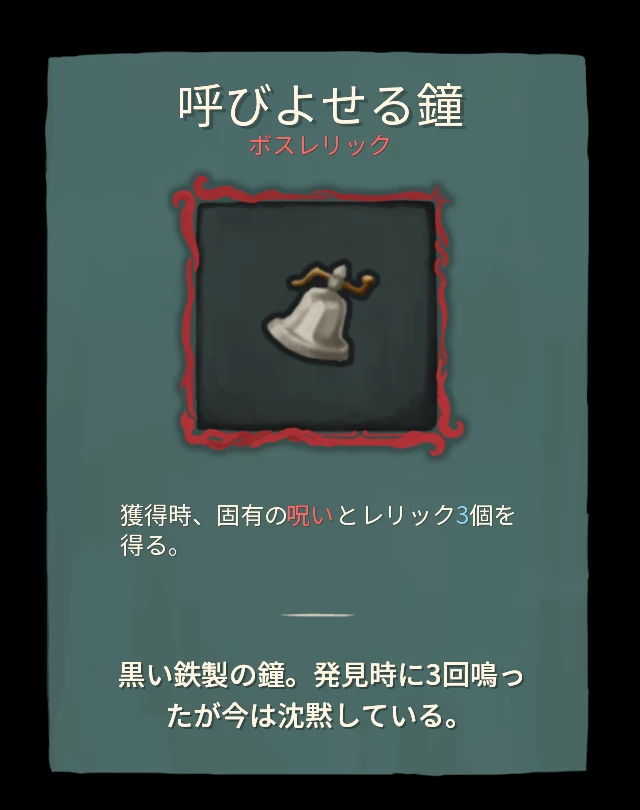 呼びよせる鐘
ボスレリック
獲得時、固有の呪いとレリック3個を
得る。
黒い鉄製の鐘。発見時に3回鳴っ
たが今は沈黙している。